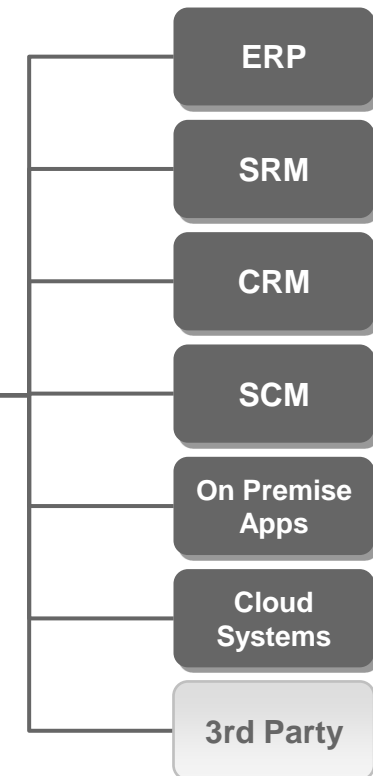 ERP
SRM
CRM
SCM
On Premise
Apps
Cloud
Systems
3rd Party